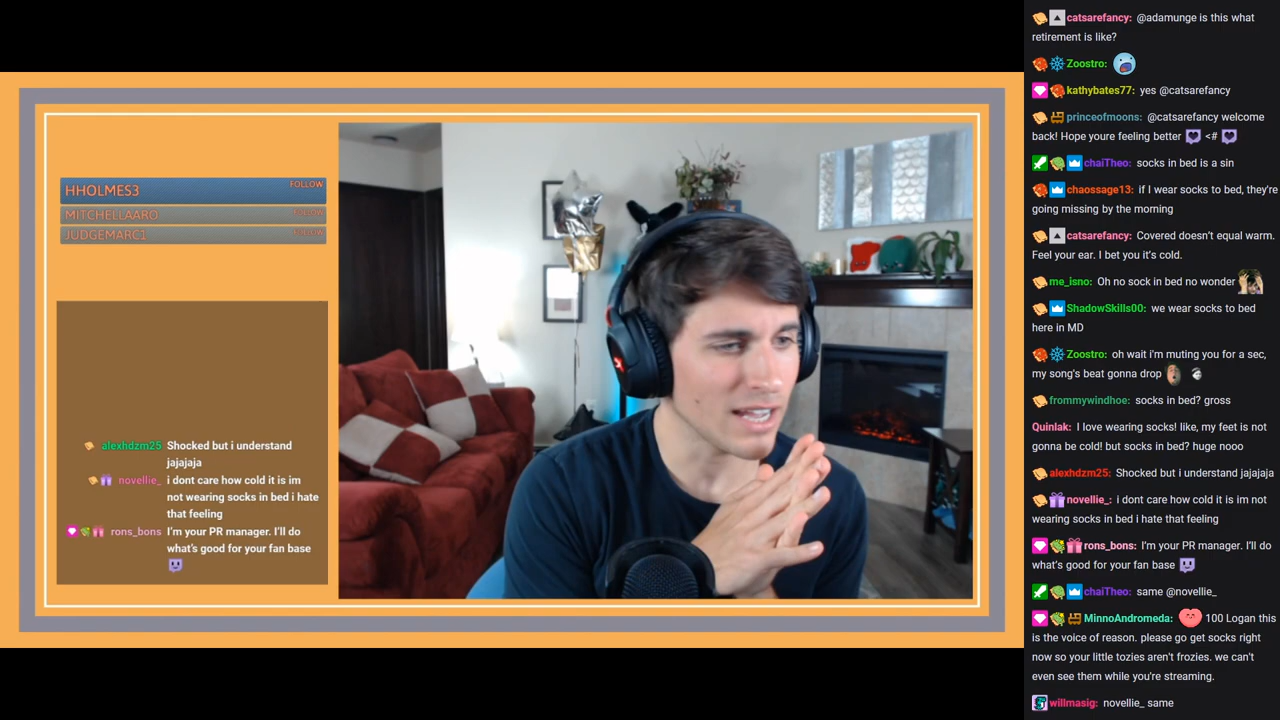 HHOLMES3 FOLLOW
MITCHELLAARO FOLLOW
JUDGEMARC1 FOLLOW
alexhdzm25 Shocked but i understand
jajajaja
novellie_ i dont care how cold it is im
not wearing socks in bed i hate
that feeling
rons_bons I'm your PR manager. I'll do
what's good for your fan base
catsarefancy: @adamunge is this what
retirement is like?
Zoostro:
kathybates77: yes @catsarefancy
princeofmoons: @catsarefancy welcome
back! Hope youre feeling better <#
chaiTheo: socks in bed is a sin
chaossage13: if I wear socks to bed, they're
going missing by the morning
catsarefancy: Covered doesn't equal warm.
Feel your ear. I bet you it's cold.
me_isno: Oh no sock in bed no wonder
ShadowSkills00: we wear socks to bed
here in MD
Zoostro: oh wait i'm muting you for a sec,
my song's beat gonna drop
frommywindhoe: socks in bed? gross
Quinlak: I love wearing socks! like, my feet is not
gonna be cold! but socks in bed? huge nooo
alexhdzm25: Shocked but i understand jajajaja
novellie_: i dont care how cold it is im not
wearing socks in bed i hate that feeling
rons_bons: I'm your PR manager. I'll do
what's good for your fan base
chaiTheo: same @novellie_
MinnoAndromeda: 100 Logan this
is the voice of reason. please go get socks right
now so your little tozies aren't frozies. we can't
even see them while you're streaming.
willmasig: novellie_ same